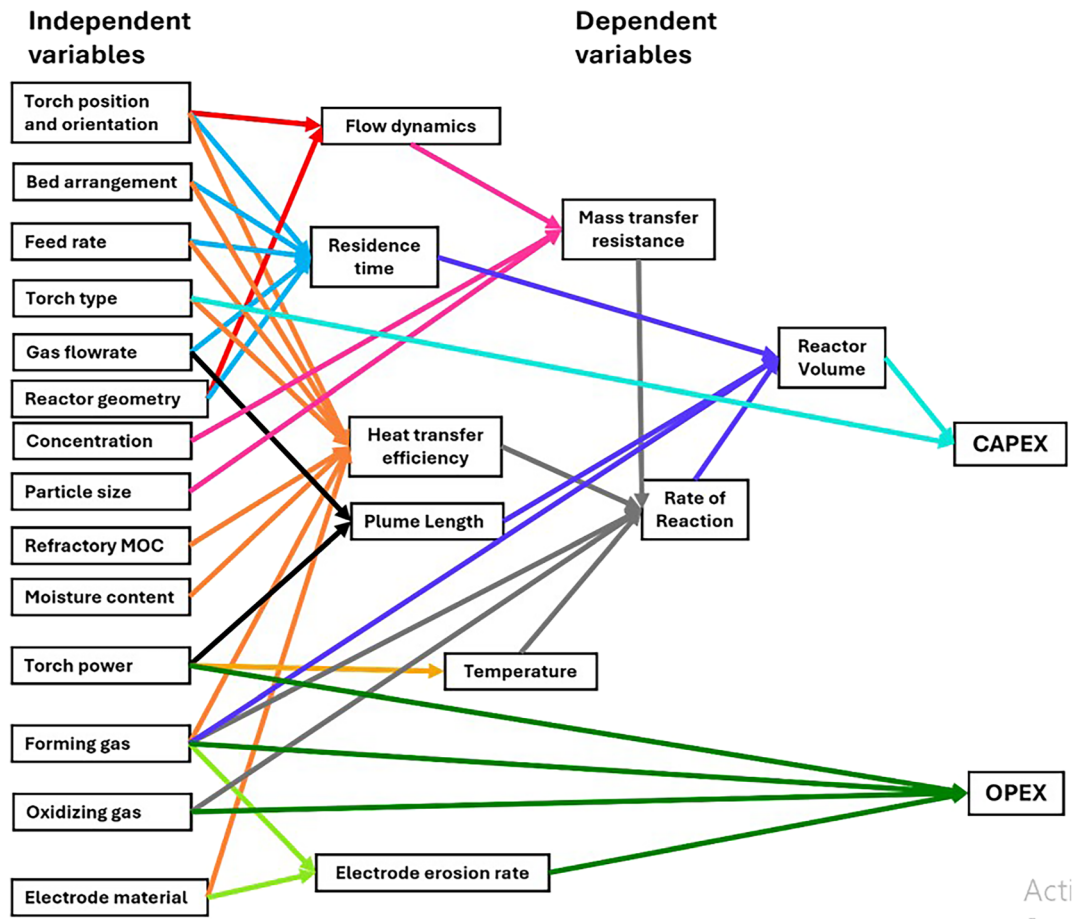 Independent
variables
Dependent
variables
Torch position
and orientation
Flow dynamics
Bed arrangement
Mass transfer
resistance
Feed rate
Residence
time
Torch type
Gas flowrate
Reactor
Volume
Reactor geometry
Concentration
Heat transfer
efficiency
CAPEX
Particle size
Plume Length
Rate of
Reaction
Refractory MOC
Moisture content
Torch power
Temperature
Forming gas
Oxidizing gas
OPEX
Electrode erosion rate
Electrode material
Acti